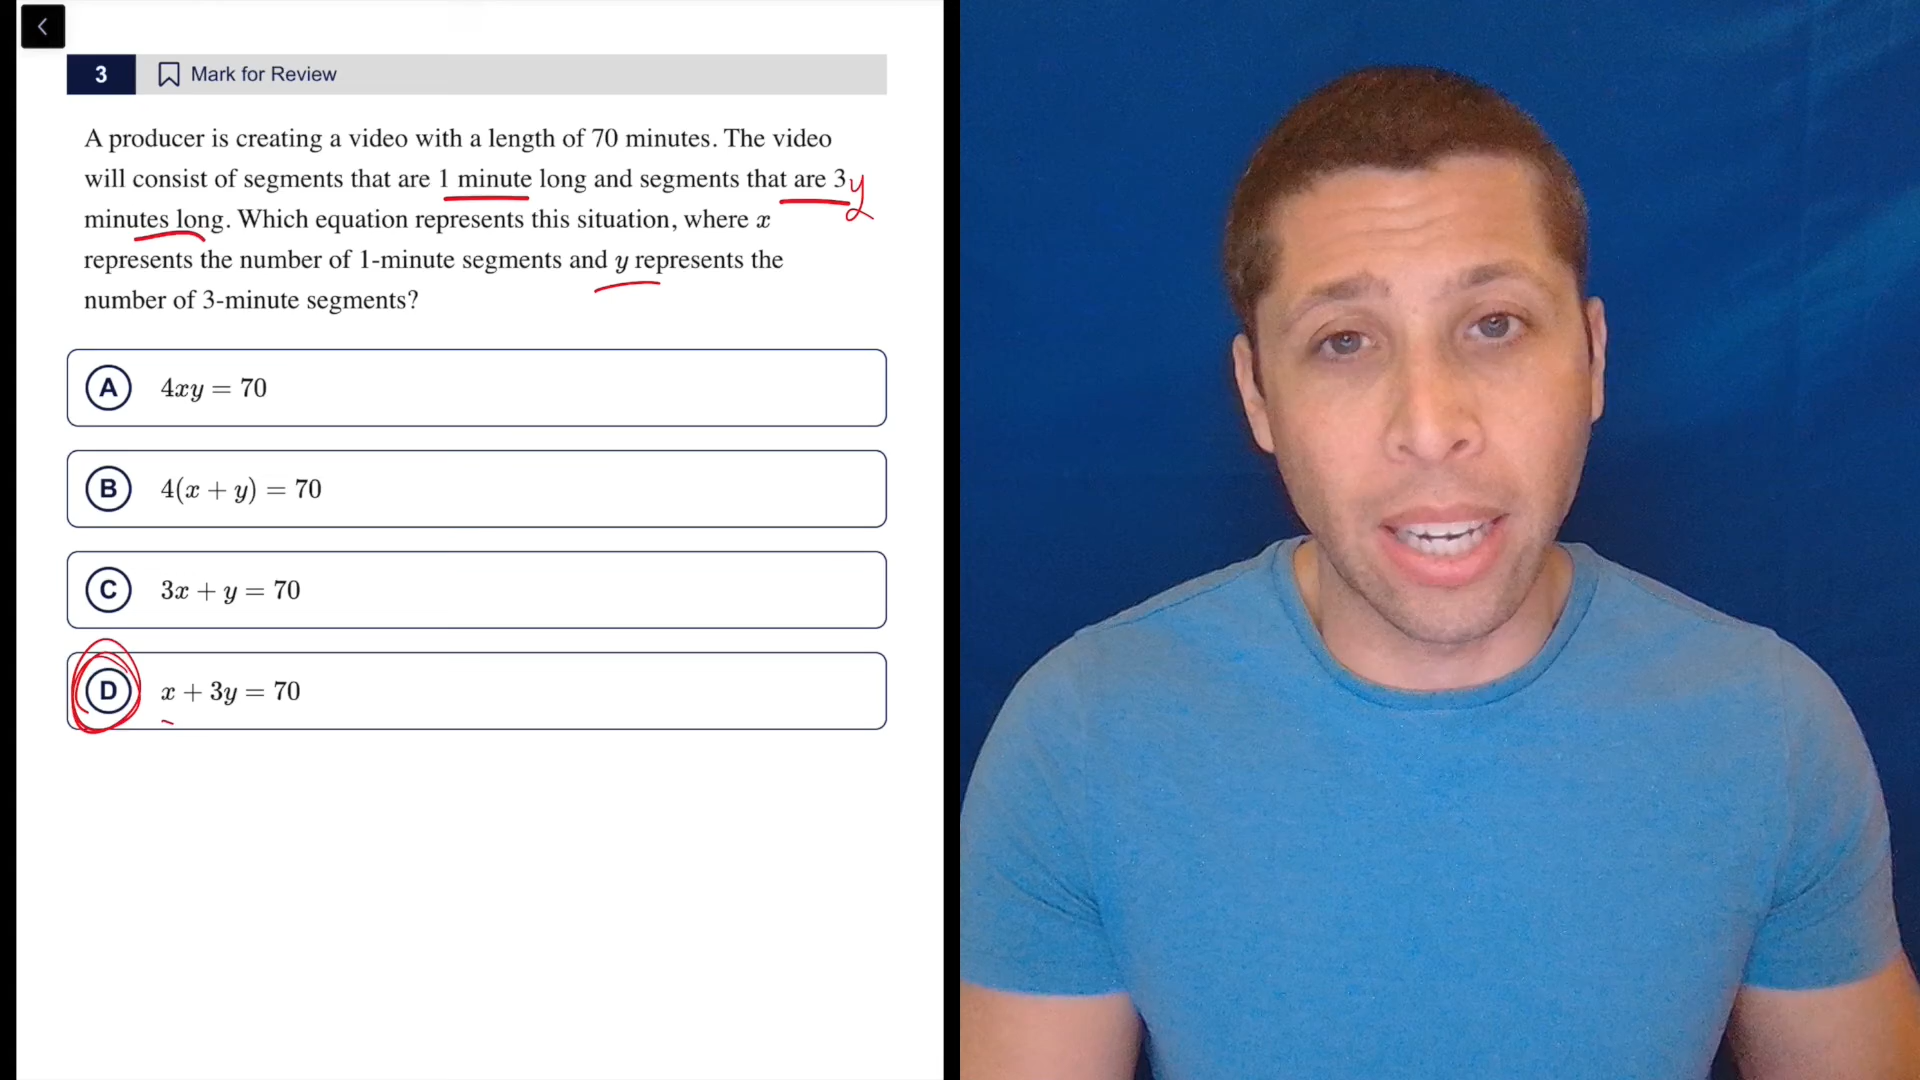 3 Mark for Review
A producer is creating a video with a length of 70 minutes. The video
will consist of segments that are 1 minute long and segments that are 3 y
minutes long. Which equation represents this situation, where x
represents the number of 1-minute segments and y represents the
number of 3-minute segments?
A 4xy = 70
B 4(x + y) = 70
C 3x + y = 70
D x + 3y = 70